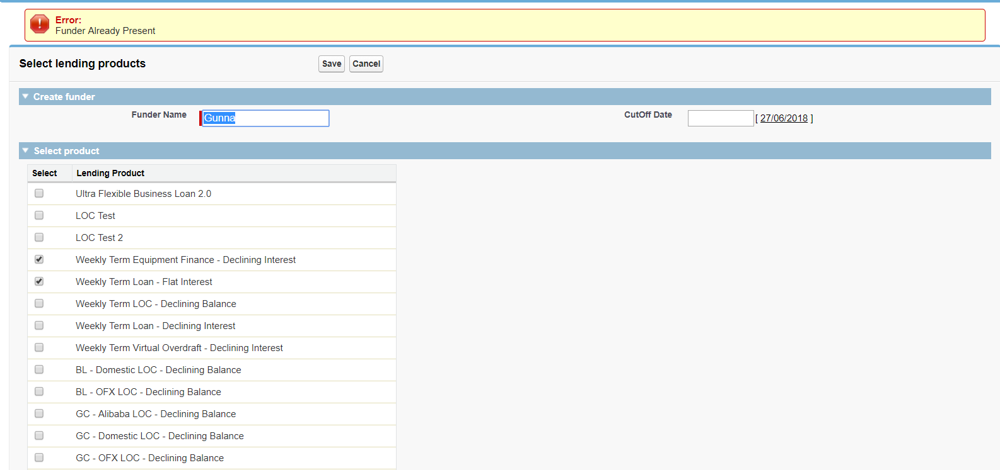 Error:
Funder Already Present
Select lending products
Save Cancel
Create funder
Funder Name Gunna CutOff Date [ 27/06/2018 ]
Select product
Select Lending Product
Ultra Flexible Business Loan 2.0
LOC Test
LOC Test 2
Weekly Term Equipment Finance - Declining Interest
Weekly Term Loan - Flat Interest
Weekly Term LOC - Declining Balance
Weekly Term Loan - Declining Interest
Weekly Term Virtual Overdraft - Declining Interest
BL - Domestic LOC - Declining Balance
BL - OFX LOC - Declining Balance
GC - Alibaba LOC - Declining Balance
GC - Domestic LOC - Declining Balance
GC - OFX LOC - Declining Balance